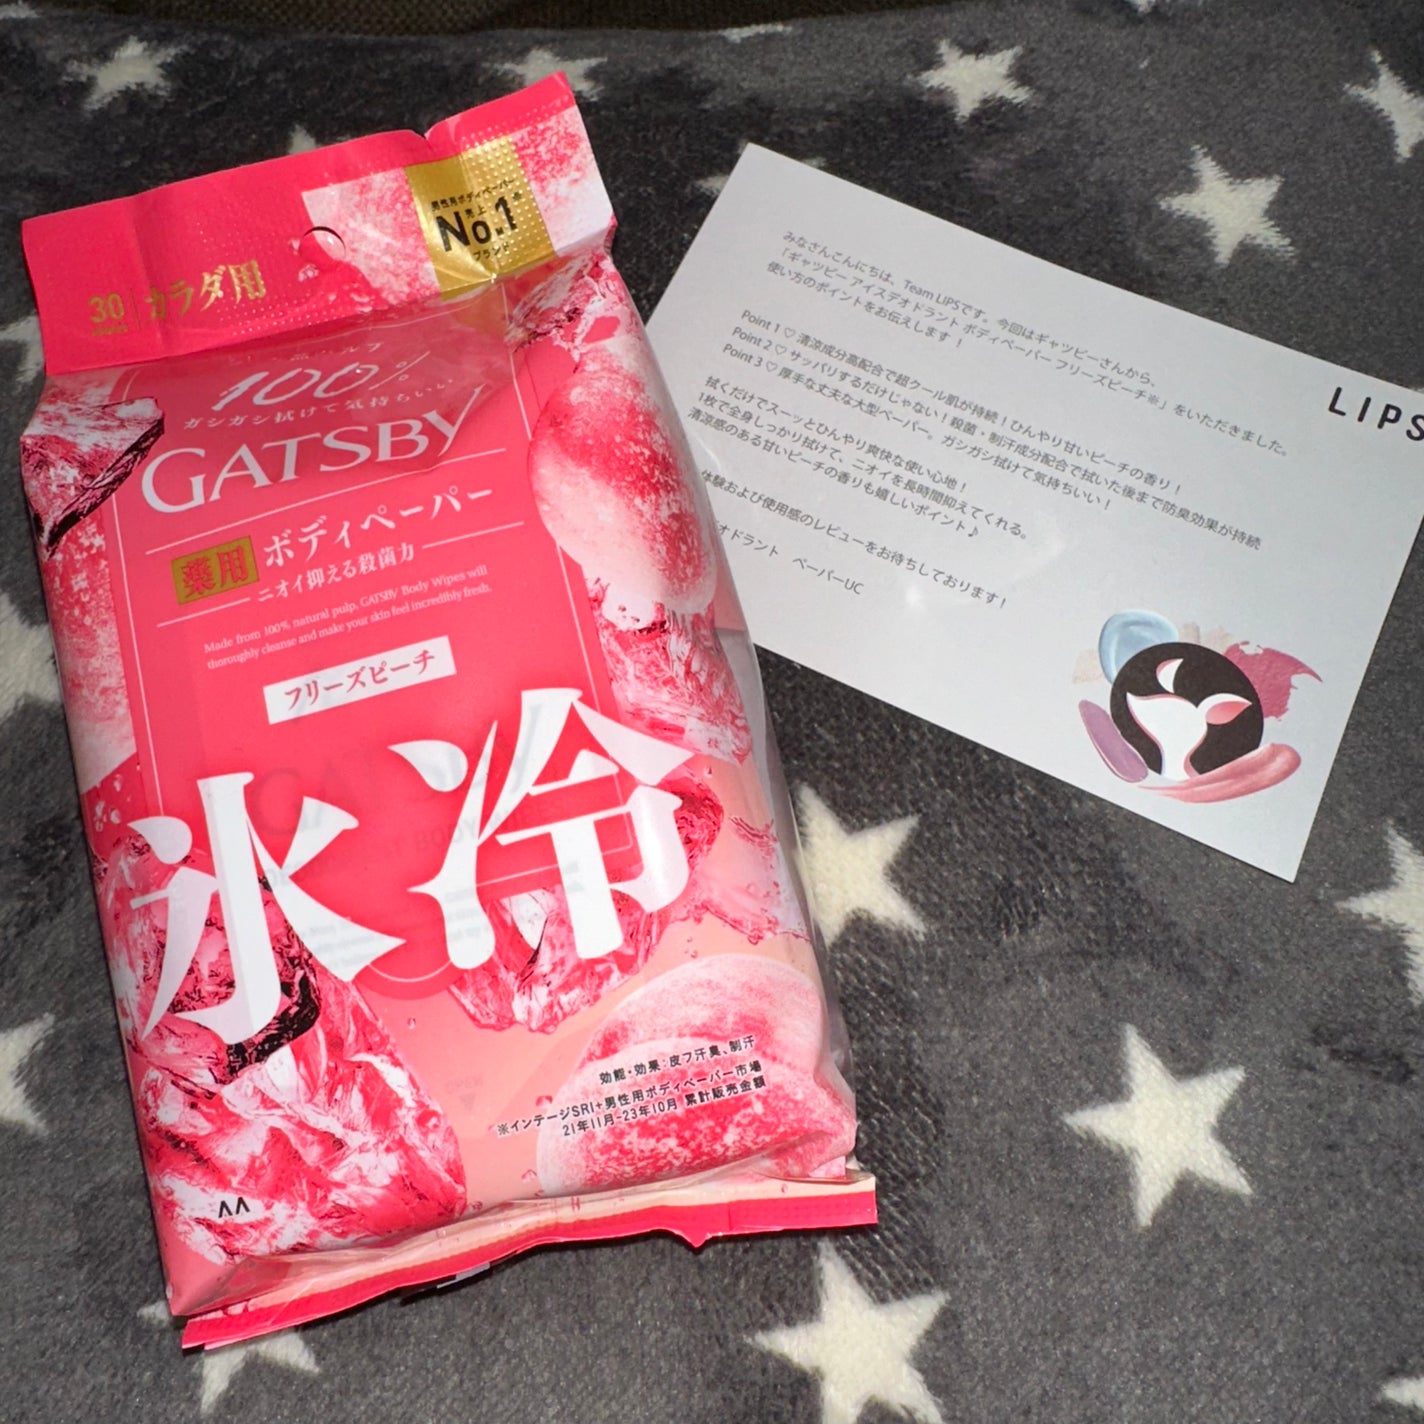 男性用ボディペーパー
売上
No.1※
ブランド
30
カラダ用
100%
ガシガシ拭けて気持ちいい
GATSBY
薬用
ボディペーパー
ニオイ抑える殺菌力
Made from 100% natural pulp, GATSBY Body Wipes will
thoroughly cleanse and make your skin feel incredibly fresh.
フリーズピーチ
氷冷
効能・効果:皮フ汗臭、制汗
※インテージSRI+男性用ボディペーパー市場
21年11月-23年10月 累計販売金額
LIPS
みなさんこんにちは、Team LIPSです。今回はギャツビーさんから、
「ギャツビー アイスデオドラント ボディペーパー フリーズピーチ※」をいただきました。
使い方のポイントをお伝えします！
Point 1 ♡ 清涼成分高配合で超クール肌が持続！ひんやり甘いピーチの香り！
Point 2 ♡ サッパリするだけじゃない！殺菌・制汗成分配合で拭いた後まで防臭効果が持続
Point 3 ♡ 厚手な丈夫な大型ペーパー。ガシガシ拭けて気持ちいい！
拭くだけでスーッとひんやり爽快な使い心地！
1枚で全身しっかり拭けて、ニオイを長時間抑えてくれる。
清涼感のある甘いピーチの香りも嬉しいポイント♪
体験および使用感のレビューをお待ちしております！
オドラント ペーパーUC